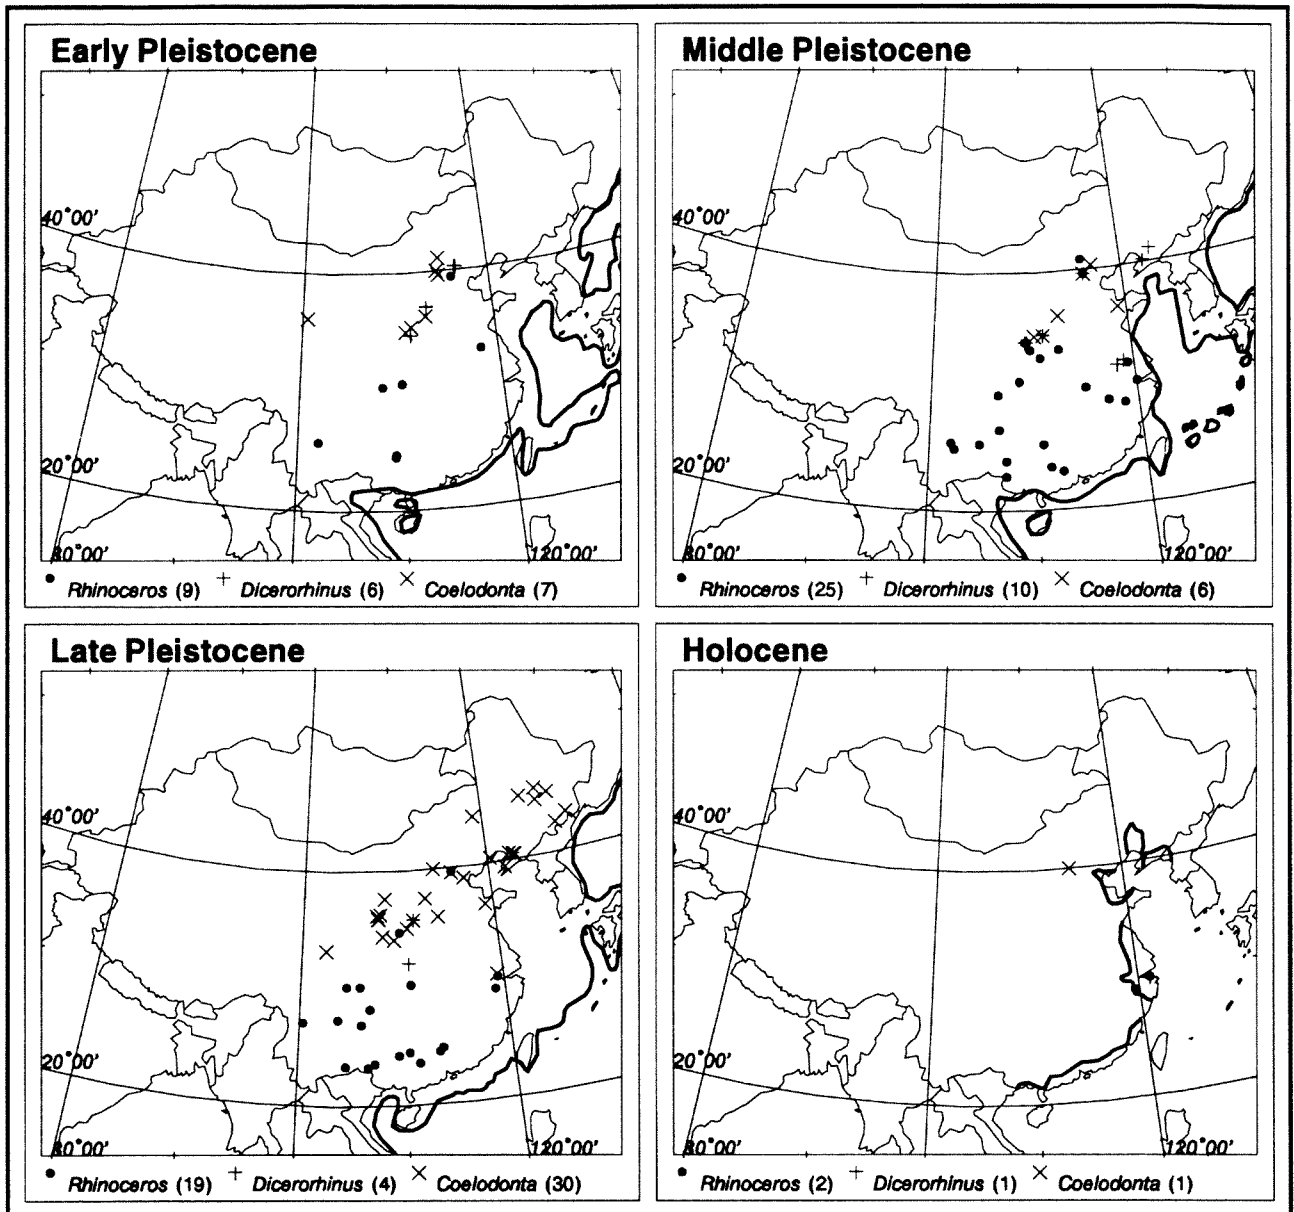 Early Pleistocene
40°00'
20°00'
80°00'
120°00'
Rhinoceros (9) Dicerorhinus (6) Coelodonta (7)
Middle Pleistocene
40°00'
20°00'
80°00'
120°00'
Rhinoceros (25) Dicerorhinus (10) Coelodonta (6)
Late Pleistocene
40°00'
20°00'
80°00'
120°00'
Rhinoceros (19) Dicerorhinus (4) Coelodonta (30)
Holocene
40°00'
20°00'
80°00'
120°00'
Rhinoceros (2) Dicerorhinus (1) Coelodonta (1)